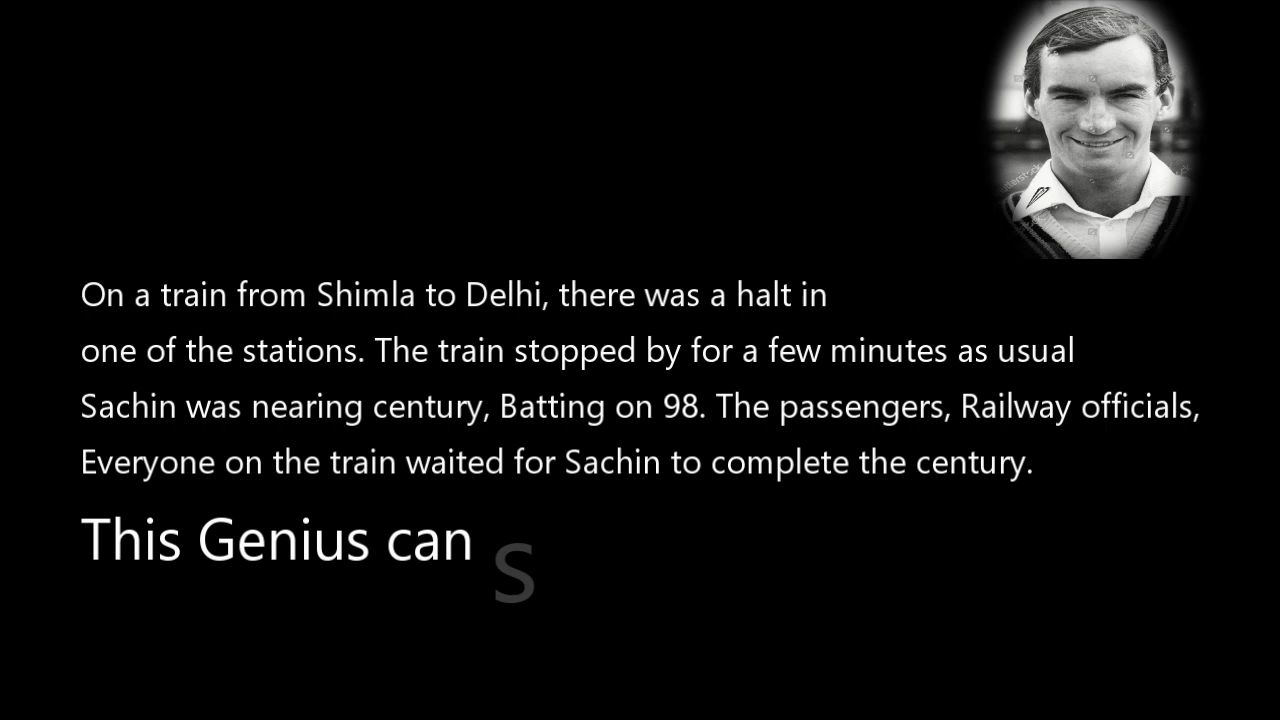 On a train from Shimla to Delhi, there was a halt in
one of the stations. The train stopped by for a few minutes as usual
Sachin was nearing century, Batting on 98. The passengers, Railway officials,
Everyone on the train waited for Sachin to complete the century.
This Genius can s